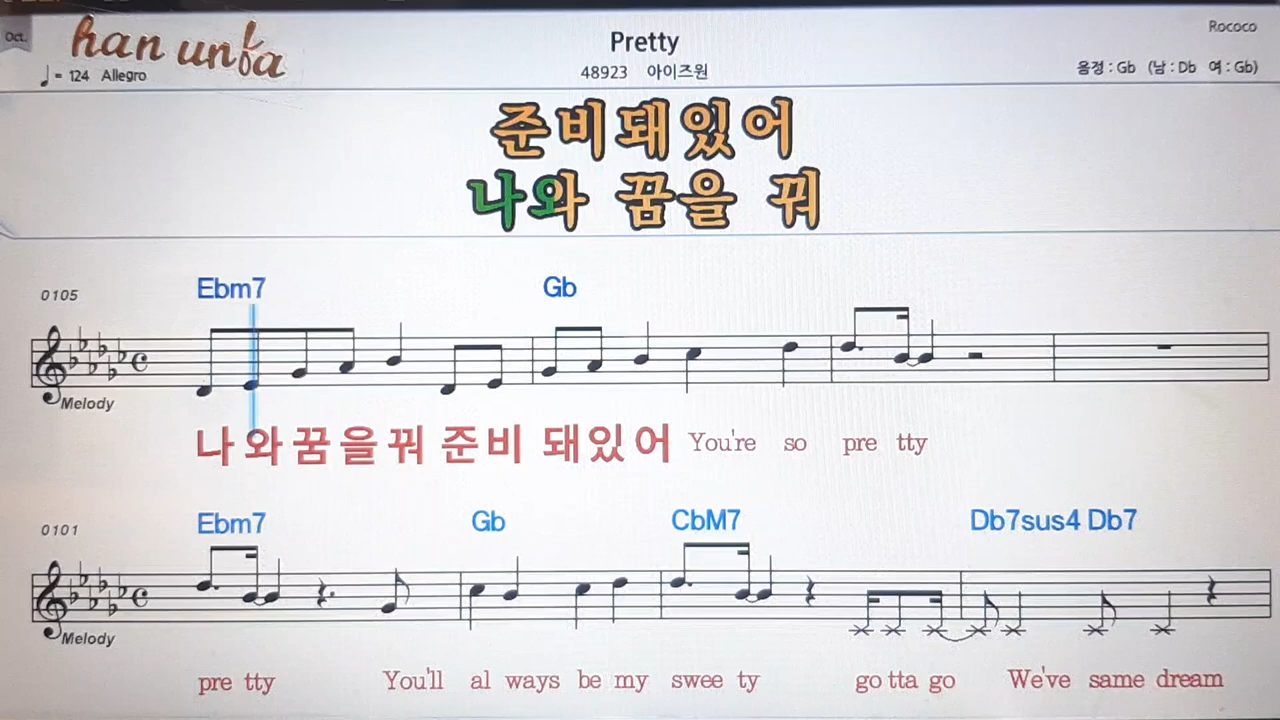 Oct.
han unfa
Pretty
Rococo
= 124 Allegro
48923 아이즈원
음정 : Gb (남 : Db 여 : Gb)
준비돼있어
나와 꿈을 꿔
Ebm7 Gb
0105
Melody
나 와 꿈 을 꿔 준 비 돼 있 어 You're so pre tty
Ebm7 Gb CbM7 Db7sus4 Db7
0101
Melody
pre tty You'll al ways be my swee ty go tta go We've same dream